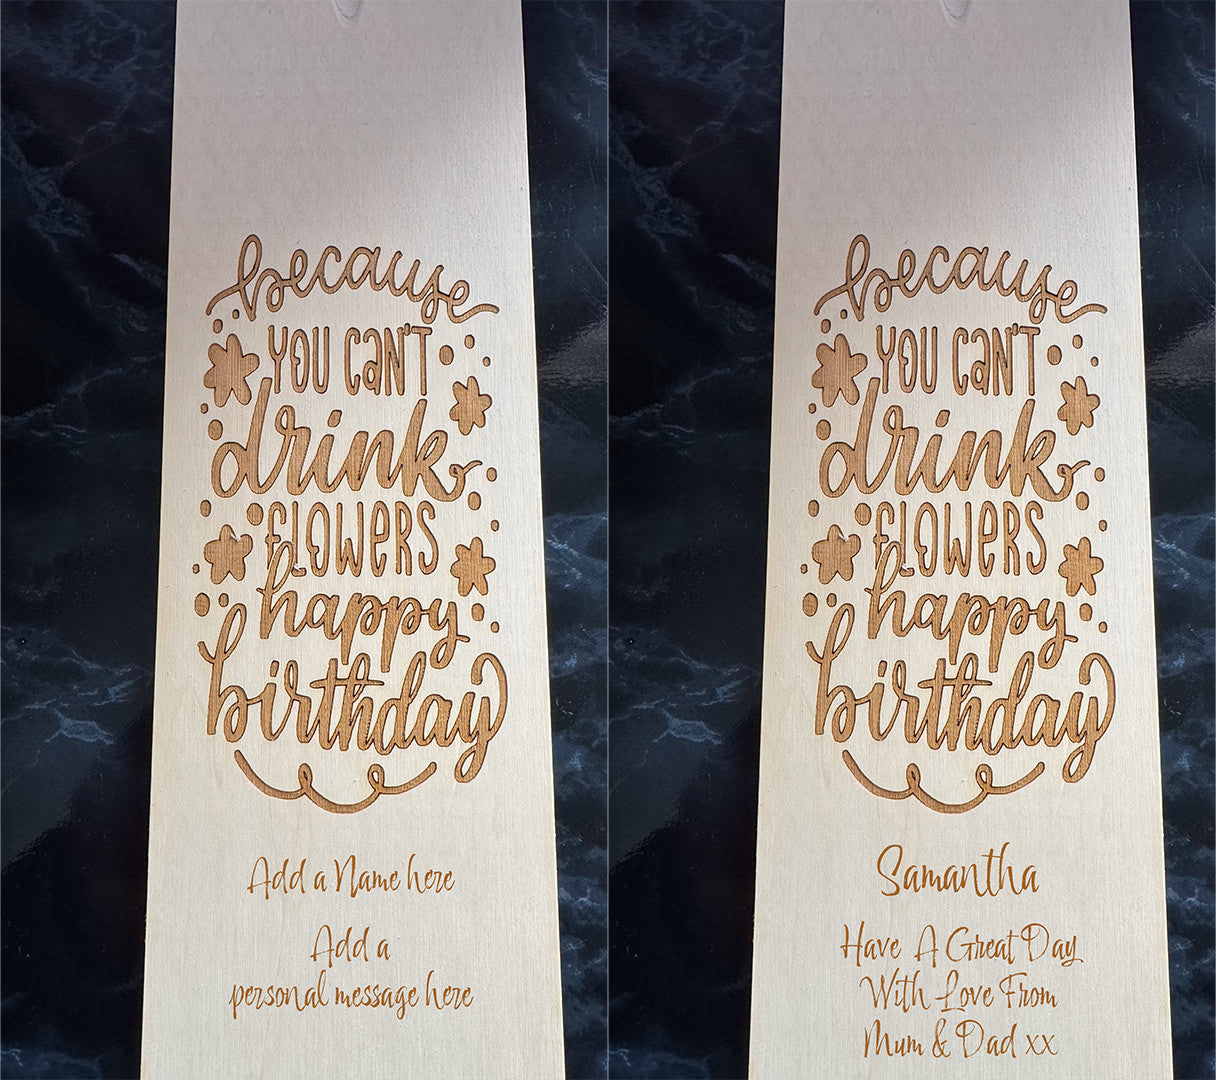 because
YOU CaN'T
drink
FLOWeRS
happy
birthday
Add a Name here
Add a
personal message here
because
YOU CaN'T
drink
FLOWeRS
happy
birthday
Samantha
Have A Great Day
With Love From
Mum & Dad xx